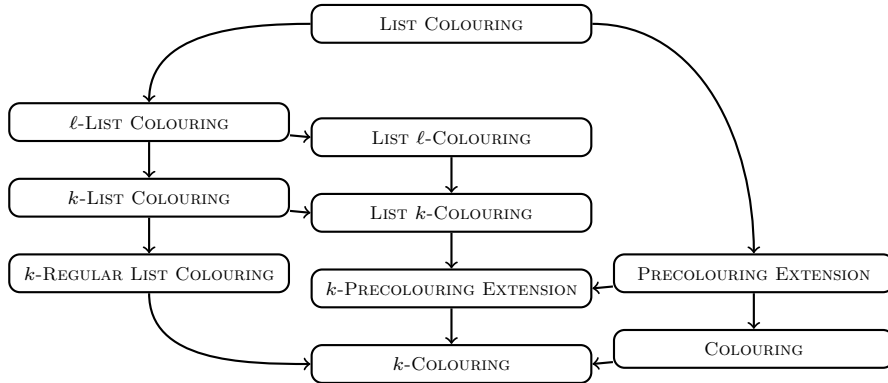 LIST COLOURING
ℓ-LIST COLOURING
LIST ℓ-COLOURING
k-LIST COLOURING
LIST k-COLOURING
k-REGULAR LIST COLOURING
k-PRECOLOURING EXTENSION
PRECOLOURING EXTENSION
k-COLOURING
COLOURING